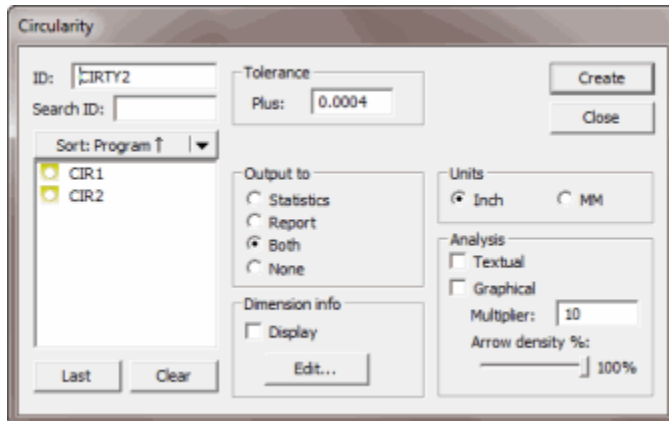 Circularity
ID: CIRTY2
Search ID:
Sort: Program ↑
CIR1
CIR2
Last
Clear
Tolerance
Plus: 0.0004
Output to
Statistics
Report
Both
None
Dimension info
Display
Edit...
Create
Close
Units
Inch
MM
Analysis
Textual
Graphical
Multiplier: 10
Arrow density %:
100%